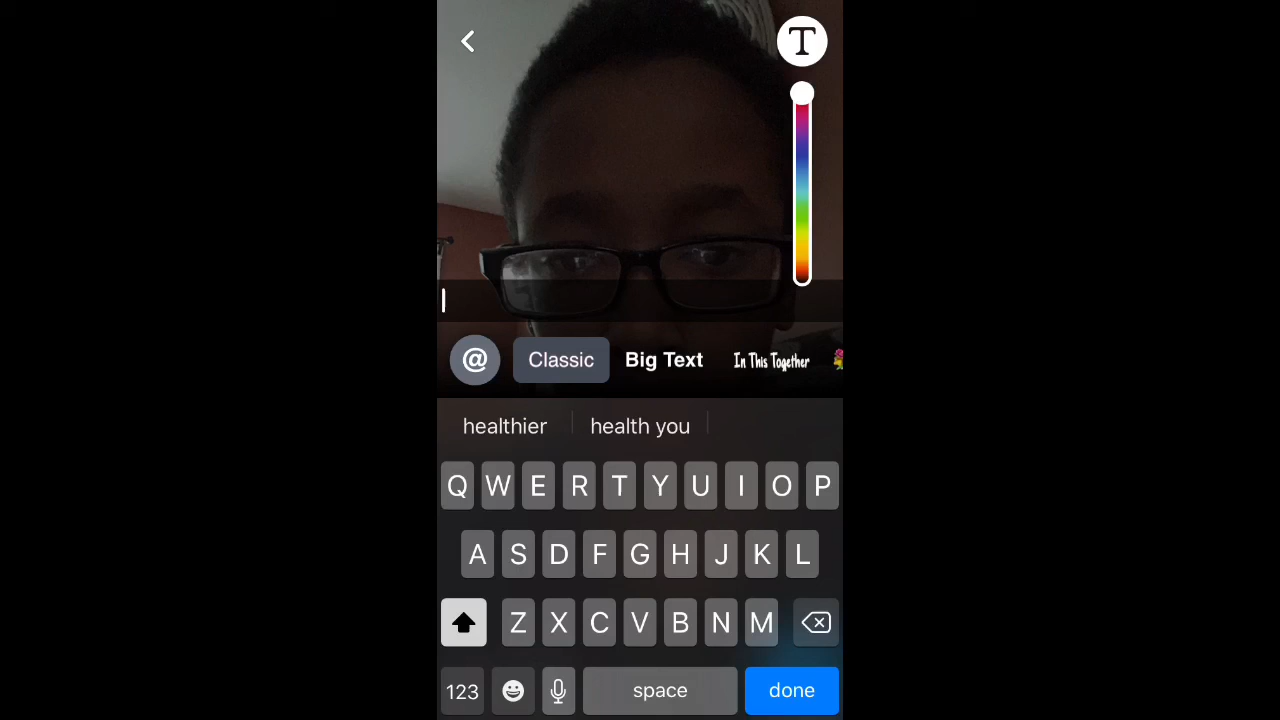 T
@ Classic Big Text In This Together
healthier health you
Q W E R T Y U I O P
A S D F G H J K L
Z X C V B N M
123 space done